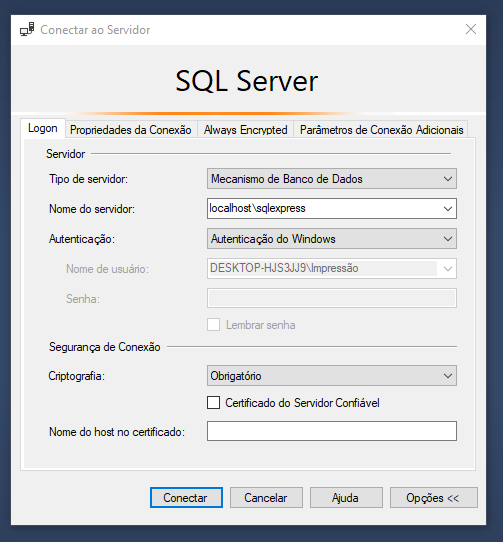 Conectar ao Servidor
SQL Server
Logon Propriedades da Conexão Always Encrypted Parâmetros de Conexão Adicionais
Servidor
Tipo de servidor: Mecanismo de Banco de Dados
Nome do servidor: localhost\sqlexpress
Autenticação: Autenticação do Windows
Nome de usuário: DESKTOP-HJS3JJ9\Impressão
Senha:
Lembrar senha
Segurança de Conexão
Criptografia: Obrigatório
Certificado do Servidor Confiável
Nome do host no certificado:
Conectar Cancelar Ajuda Opções <<